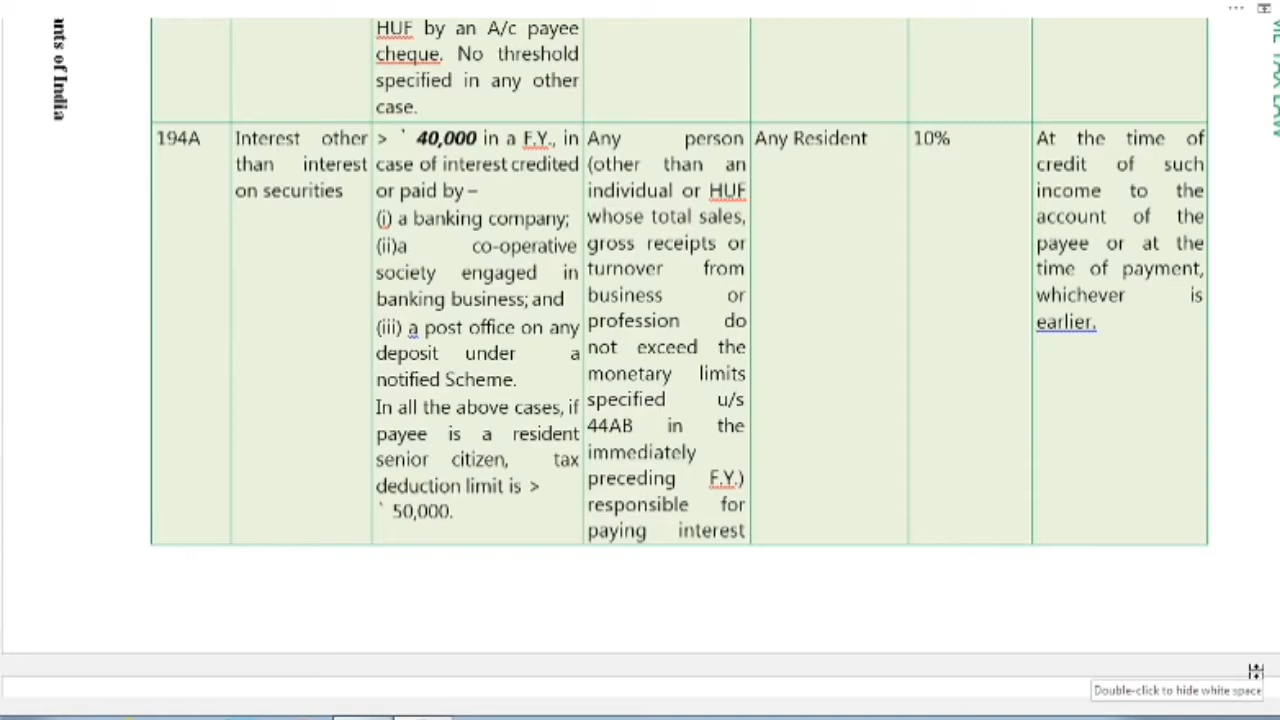 ants of India
HUF by an A/c payee
cheque. No threshold
specified in any other
case.
194A
Interest other
than interest
on securities
> ` 40,000 in a F.Y., in
case of interest credited
or paid by –
(i) a banking company;
(ii)a co-operative
society engaged in
banking business; and
(iii) a post office on any
deposit under a
notified Scheme.
In all the above cases, if
payee is a resident
senior citizen, tax
deduction limit is >
` 50,000.
Any person
(other than an
individual or HUF
whose total sales,
gross receipts or
turnover from
business or
profession do
not exceed the
monetary limits
specified u/s
44AB in the
immediately
preceding F.Y.)
responsible for
paying interest
Any Resident
10%
At the time of
credit of such
income to the
account of the
payee or at the
time of payment,
whichever is
earlier.
TAX LAW
Double-click to hide white space